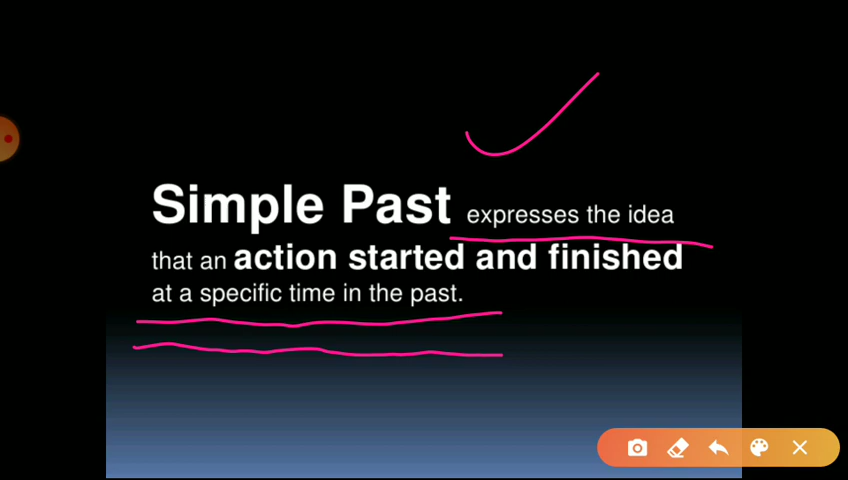 Simple Past expresses the idea
that an action started and finished
at a specific time in the past.